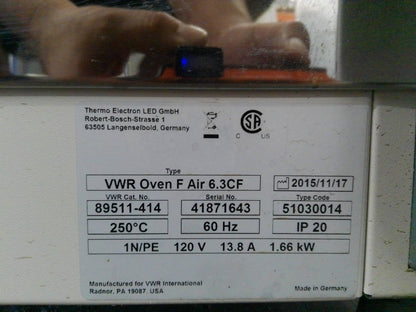 Thermo Electron LED GmbH
Robert-Bosch-Strasse 1
63505 Langenselbold, Germany
C US
Type
VWR Oven F Air 6.3CF 2015/11/17
VWR Cat. No. Serial No. Type Code
89511-414 41871643 51030014
250°C 60 Hz IP 20
1N/PE 120 V 13.8 A 1.66 kW
Manufactured for VWR International
Radnor, PA 19087 USA
Made in Germany